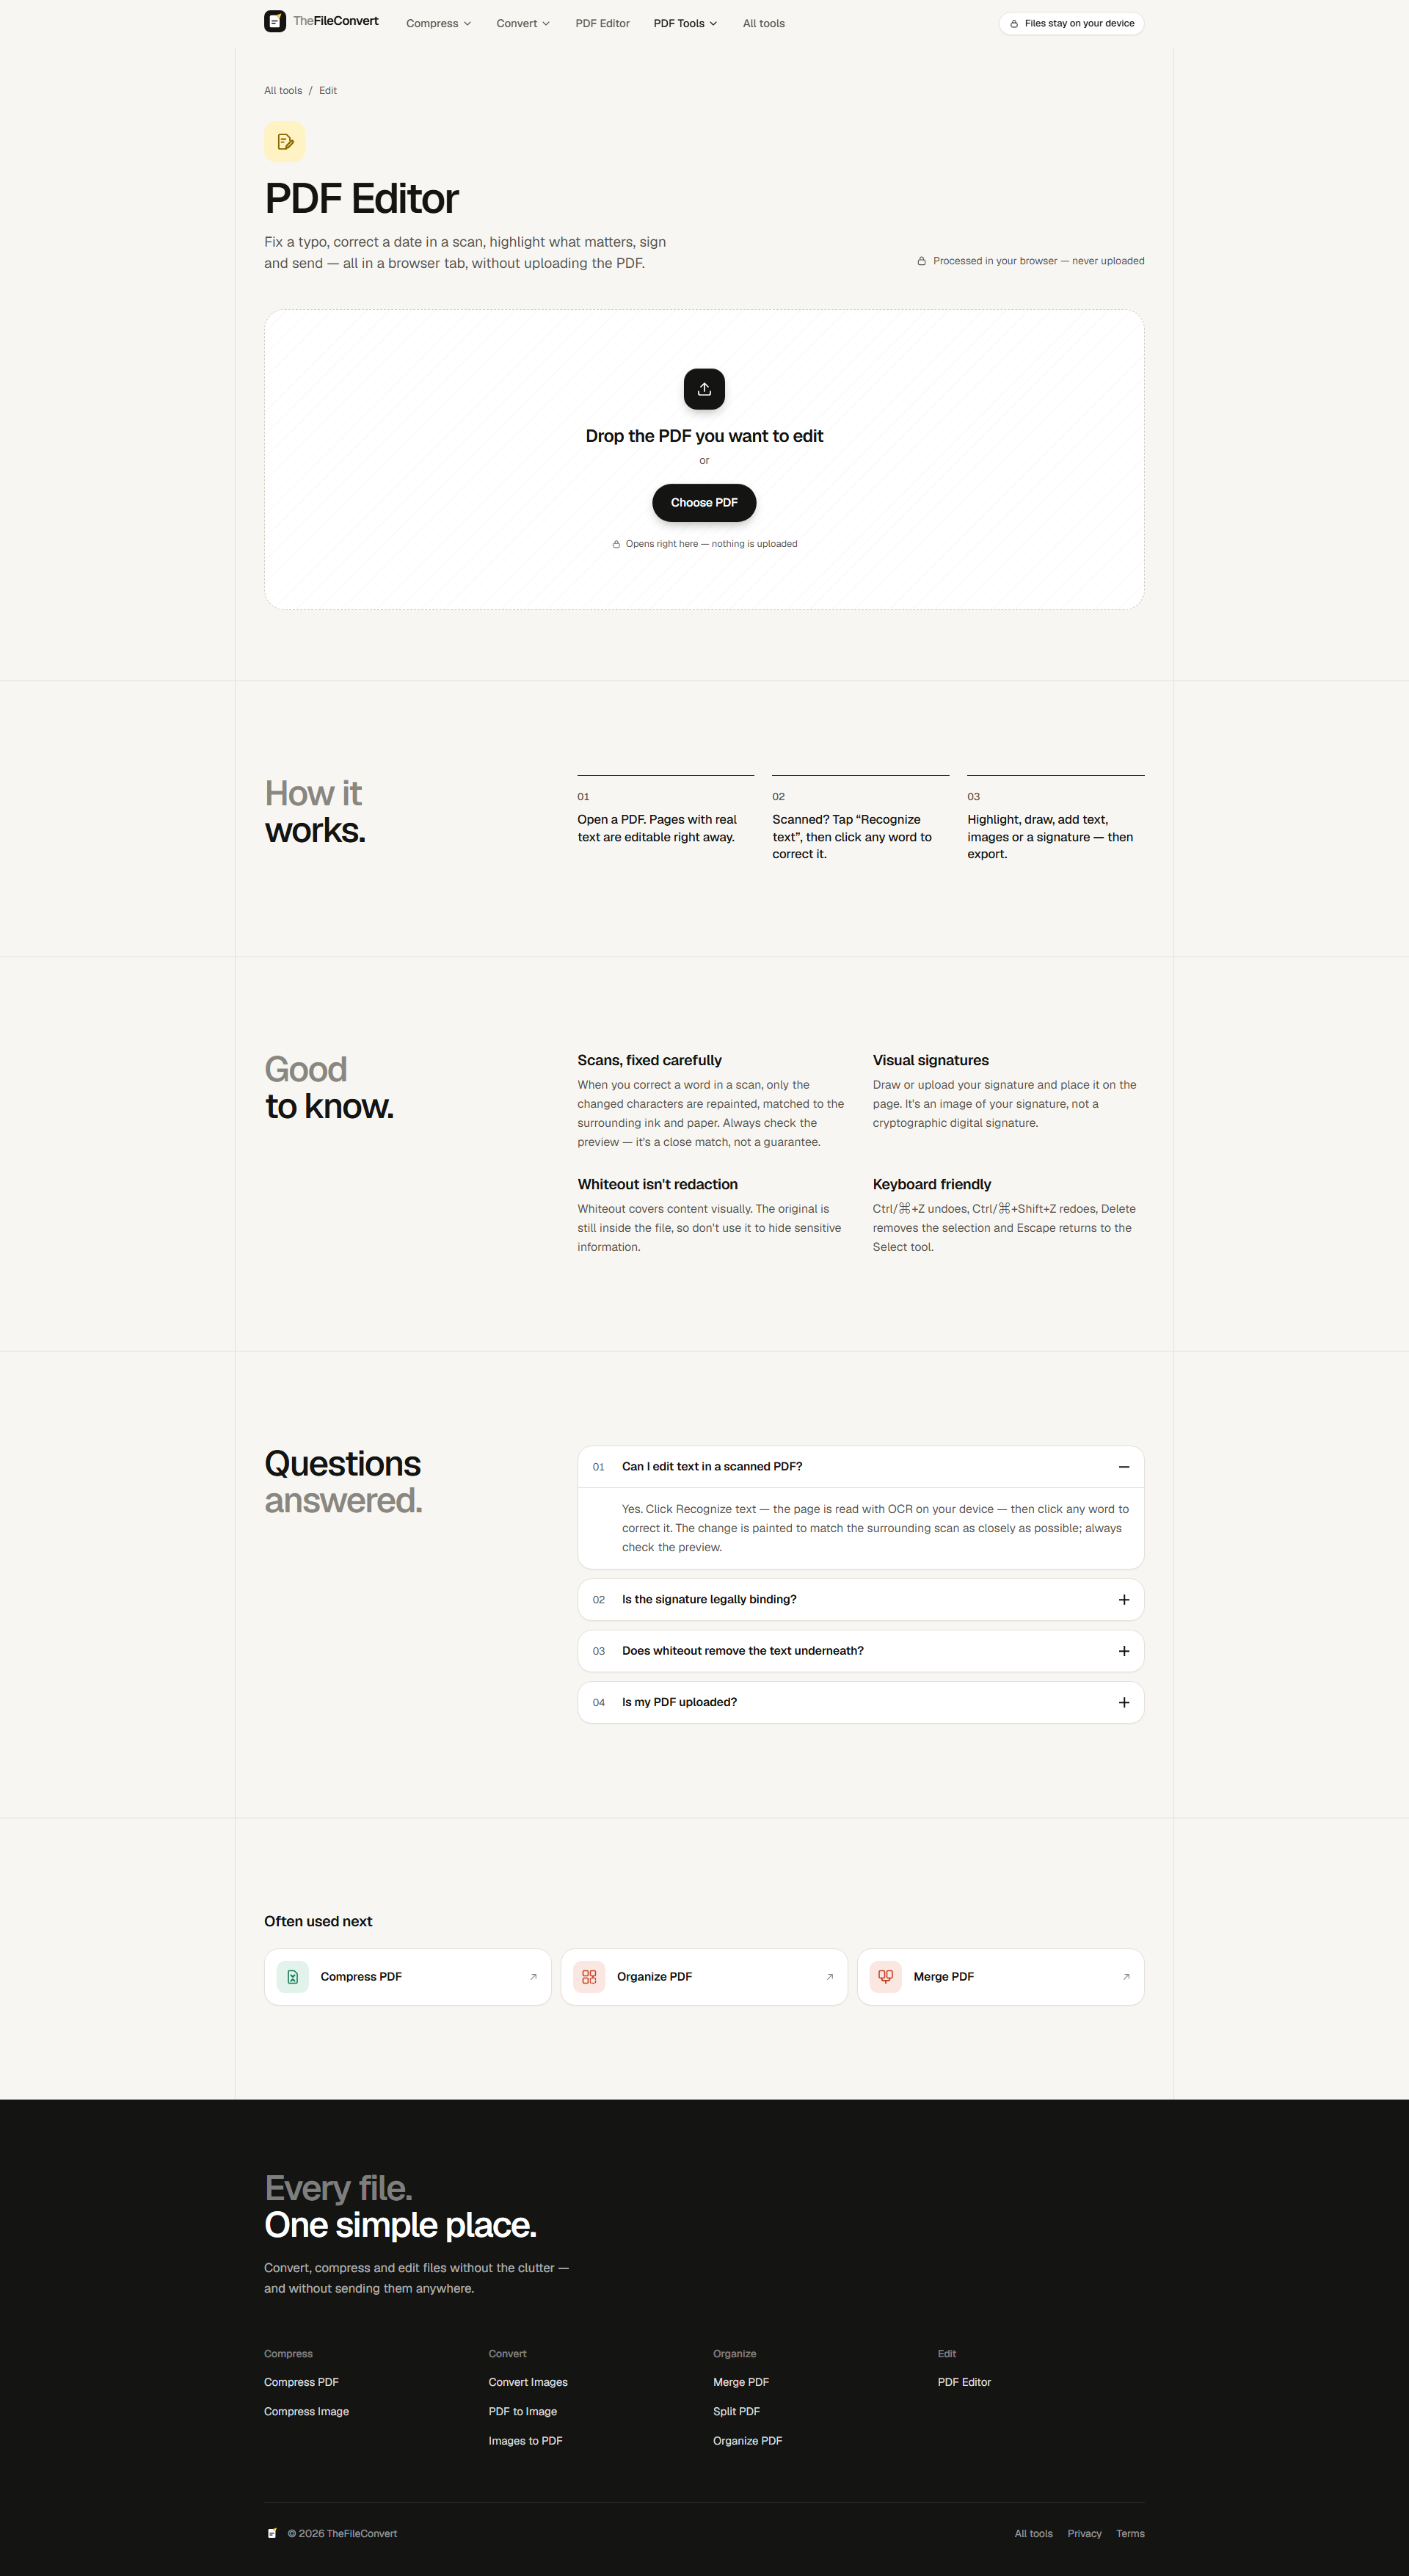 TheFileConvert
Compress
Convert
PDF Editor
PDF Tools
All tools
Files stay on your device
All tools / Edit
PDF Editor
Fix a typo, correct a date in a scan, highlight what matters, sign
and send — all in a browser tab, without uploading the PDF.
Processed in your browser — never uploaded
Drop the PDF you want to edit
or
Choose PDF
Opens right here — nothing is uploaded
How it
works.
01
Open a PDF. Pages with real
text are editable right away.
02
Scanned? Tap “Recognize
text”, then click any word to
correct it.
03
Highlight, draw, add text,
images or a signature — then
export.
Good
to know.
Scans, fixed carefully
When you correct a word in a scan, only the
changed characters are repainted, matched to the
surrounding ink and paper. Always check the
preview — it's a close match, not a guarantee.
Visual signatures
Draw or upload your signature and place it on the
page. It's an image of your signature, not a
cryptographic digital signature.
Whiteout isn't redaction
Whiteout covers content visually. The original is
still inside the file, so don't use it to hide sensitive
information.
Keyboard friendly
Ctrl/⌘+Z undoes, Ctrl/⌘+Shift+Z redoes, Delete
removes the selection and Escape returns to the
Select tool.
Questions
answered.
01 Can I edit text in a scanned PDF?
Yes. Click Recognize text — the page is read with OCR on your device — then click any word to
correct it. The change is painted to match the surrounding scan as closely as possible; always
check the preview.
02 Is the signature legally binding?
03 Does whiteout remove the text underneath?
04 Is my PDF uploaded?
Often used next
Compress PDF
Organize PDF
Merge PDF
Every file.
One simple place.
Convert, compress and edit files without the clutter —
and without sending them anywhere.
Compress
Compress PDF
Compress Image
Convert
Convert Images
PDF to Image
Images to PDF
Organize
Merge PDF
Split PDF
Organize PDF
Edit
PDF Editor
© 2026 TheFileConvert
All tools
Privacy
Terms